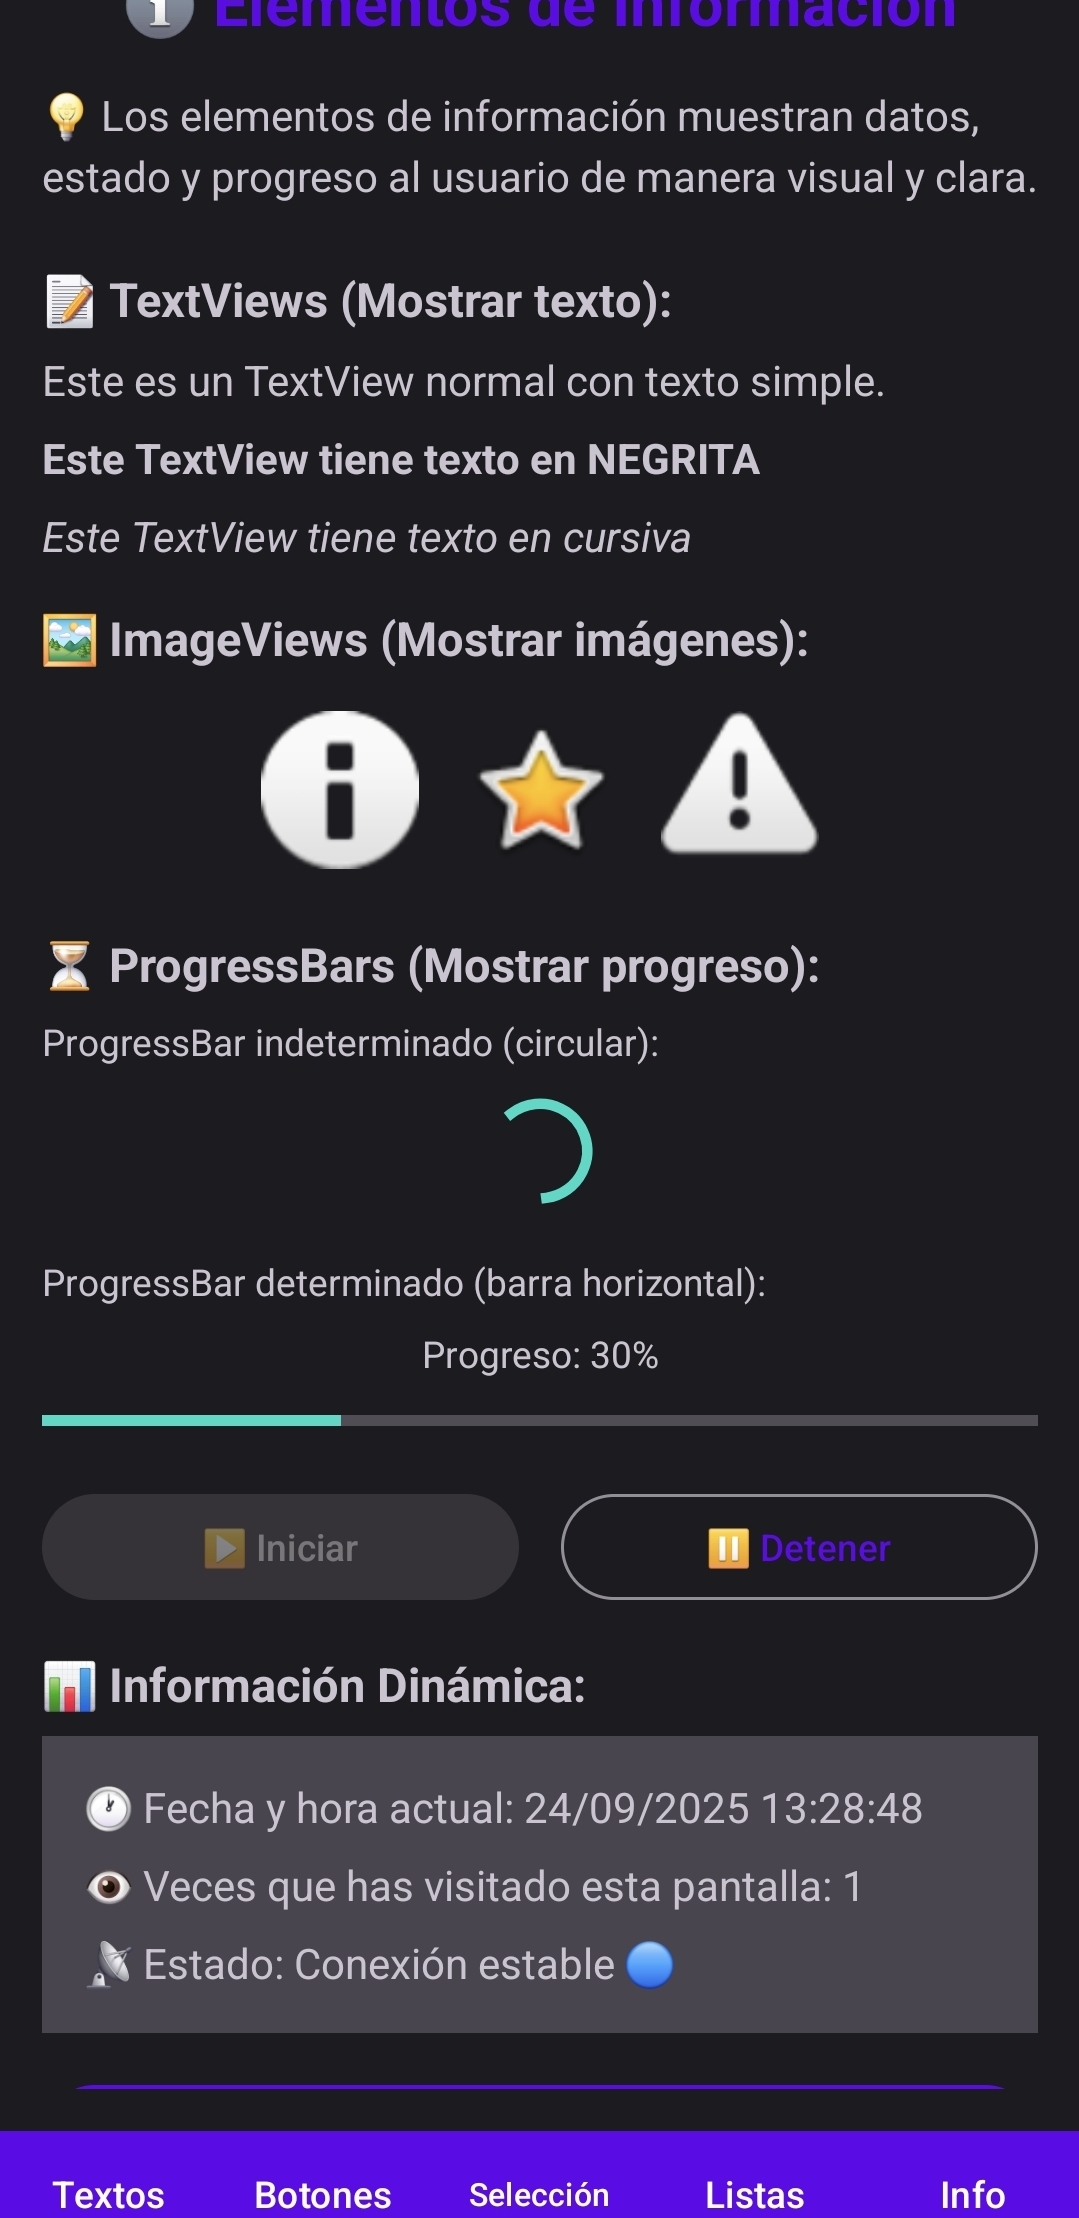 Elementos de Información
Los elementos de información muestran datos,
estado y progreso al usuario de manera visual y clara.
TextViews (Mostrar texto):
Este es un TextView normal con texto simple.
Este TextView tiene texto en NEGRITA
Este TextView tiene texto en cursiva
ImageViews (Mostrar imágenes):
ProgressBars (Mostrar progreso):
ProgressBar indeterminado (circular):
ProgressBar determinado (barra horizontal):
Progreso: 30%
Iniciar
Detener
Información Dinámica:
Fecha y hora actual: 24/09/2025 13:28:48
Veces que has visitado esta pantalla: 1
Estado: Conexión estable
Textos
Botones
Selección
Listas
Info